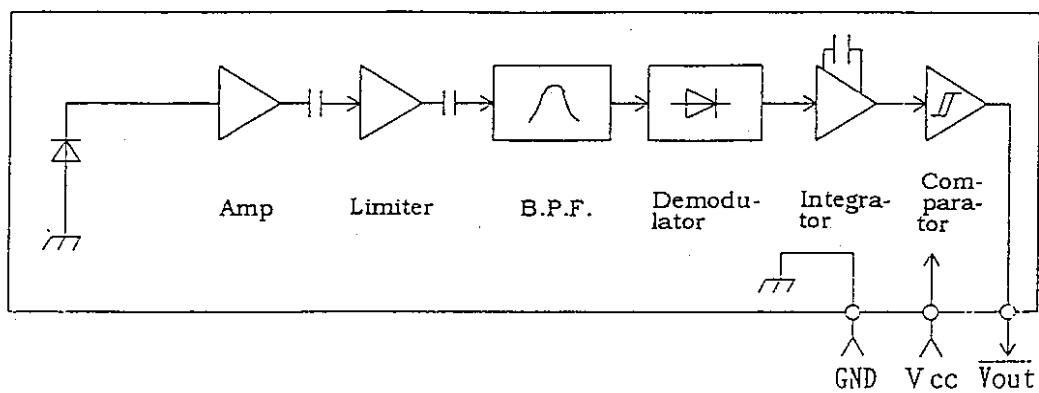 Amp
Limiter
B.P.F.
Demodu-
lator
Integra-
tor
Com-
para-
tor
GND
Vcc
Vout